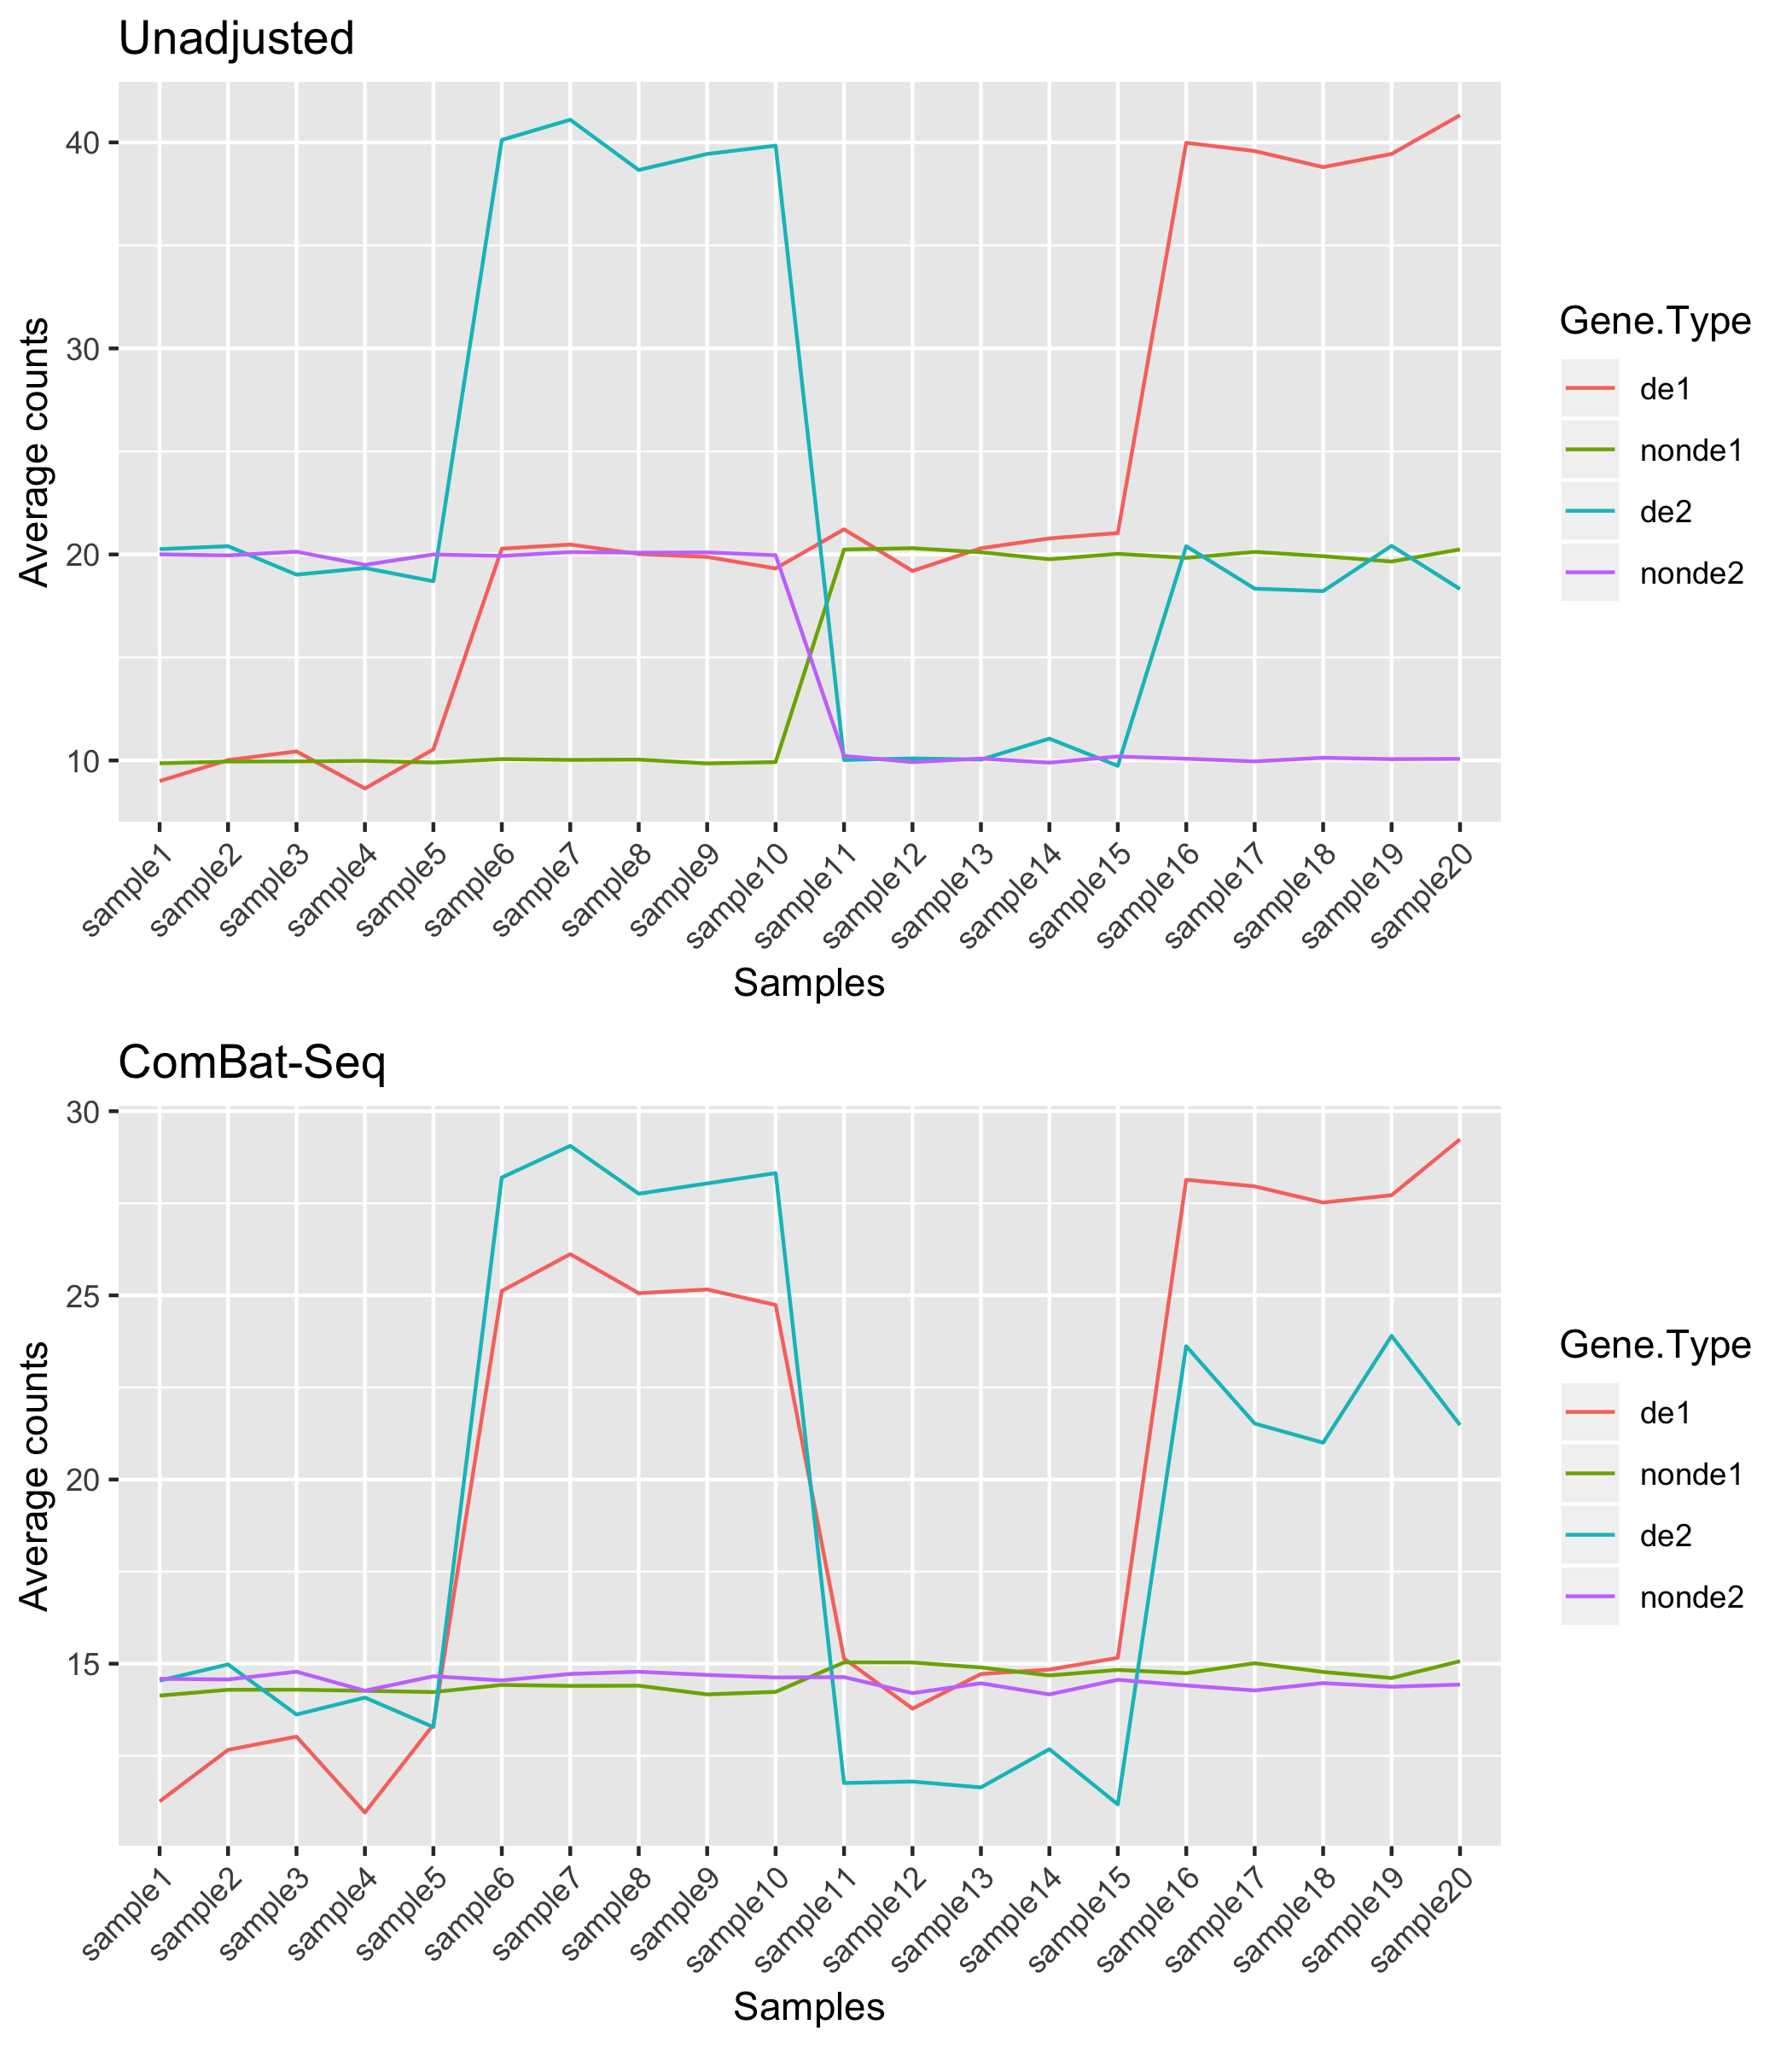 Unadjusted
40
30
20
10
Average counts
sample1
sample2
sample3
sample4
sample5
sample6
sample7
sample8
sample9
sample10
sample11
sample12
sample13
sample14
sample15
sample16
sample17
sample18
sample19
sample20
Samples
Gene.Type
de1
nonde1
de2
nonde2
ComBat-Seq
30
25
20
15
Average counts
sample1
sample2
sample3
sample4
sample5
sample6
sample7
sample8
sample9
sample10
sample11
sample12
sample13
sample14
sample15
sample16
sample17
sample18
sample19
sample20
Samples
Gene.Type
de1
nonde1
de2
nonde2